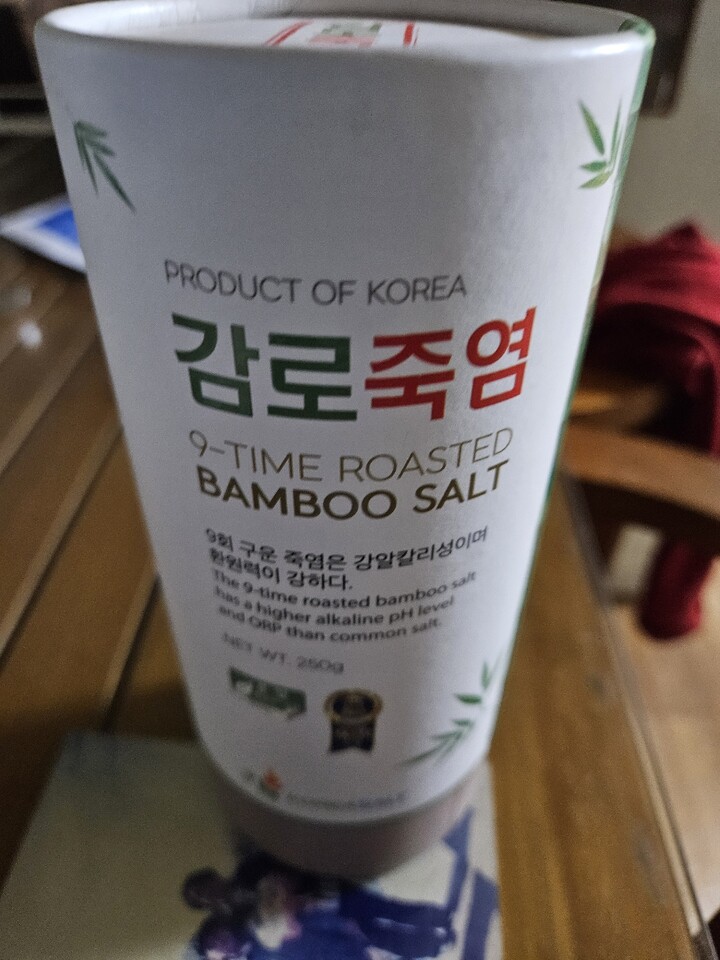 PRODUCT OF KOREA
감로죽염
9-TIME ROASTED
BAMBOO SALT
9회 구운 죽염은 강알칼리성이며
환원력이 강하다.
The 9-time roasted bamboo salt
has a higher alkaline pH level
and ORP than common salt.
NET WT. 250g